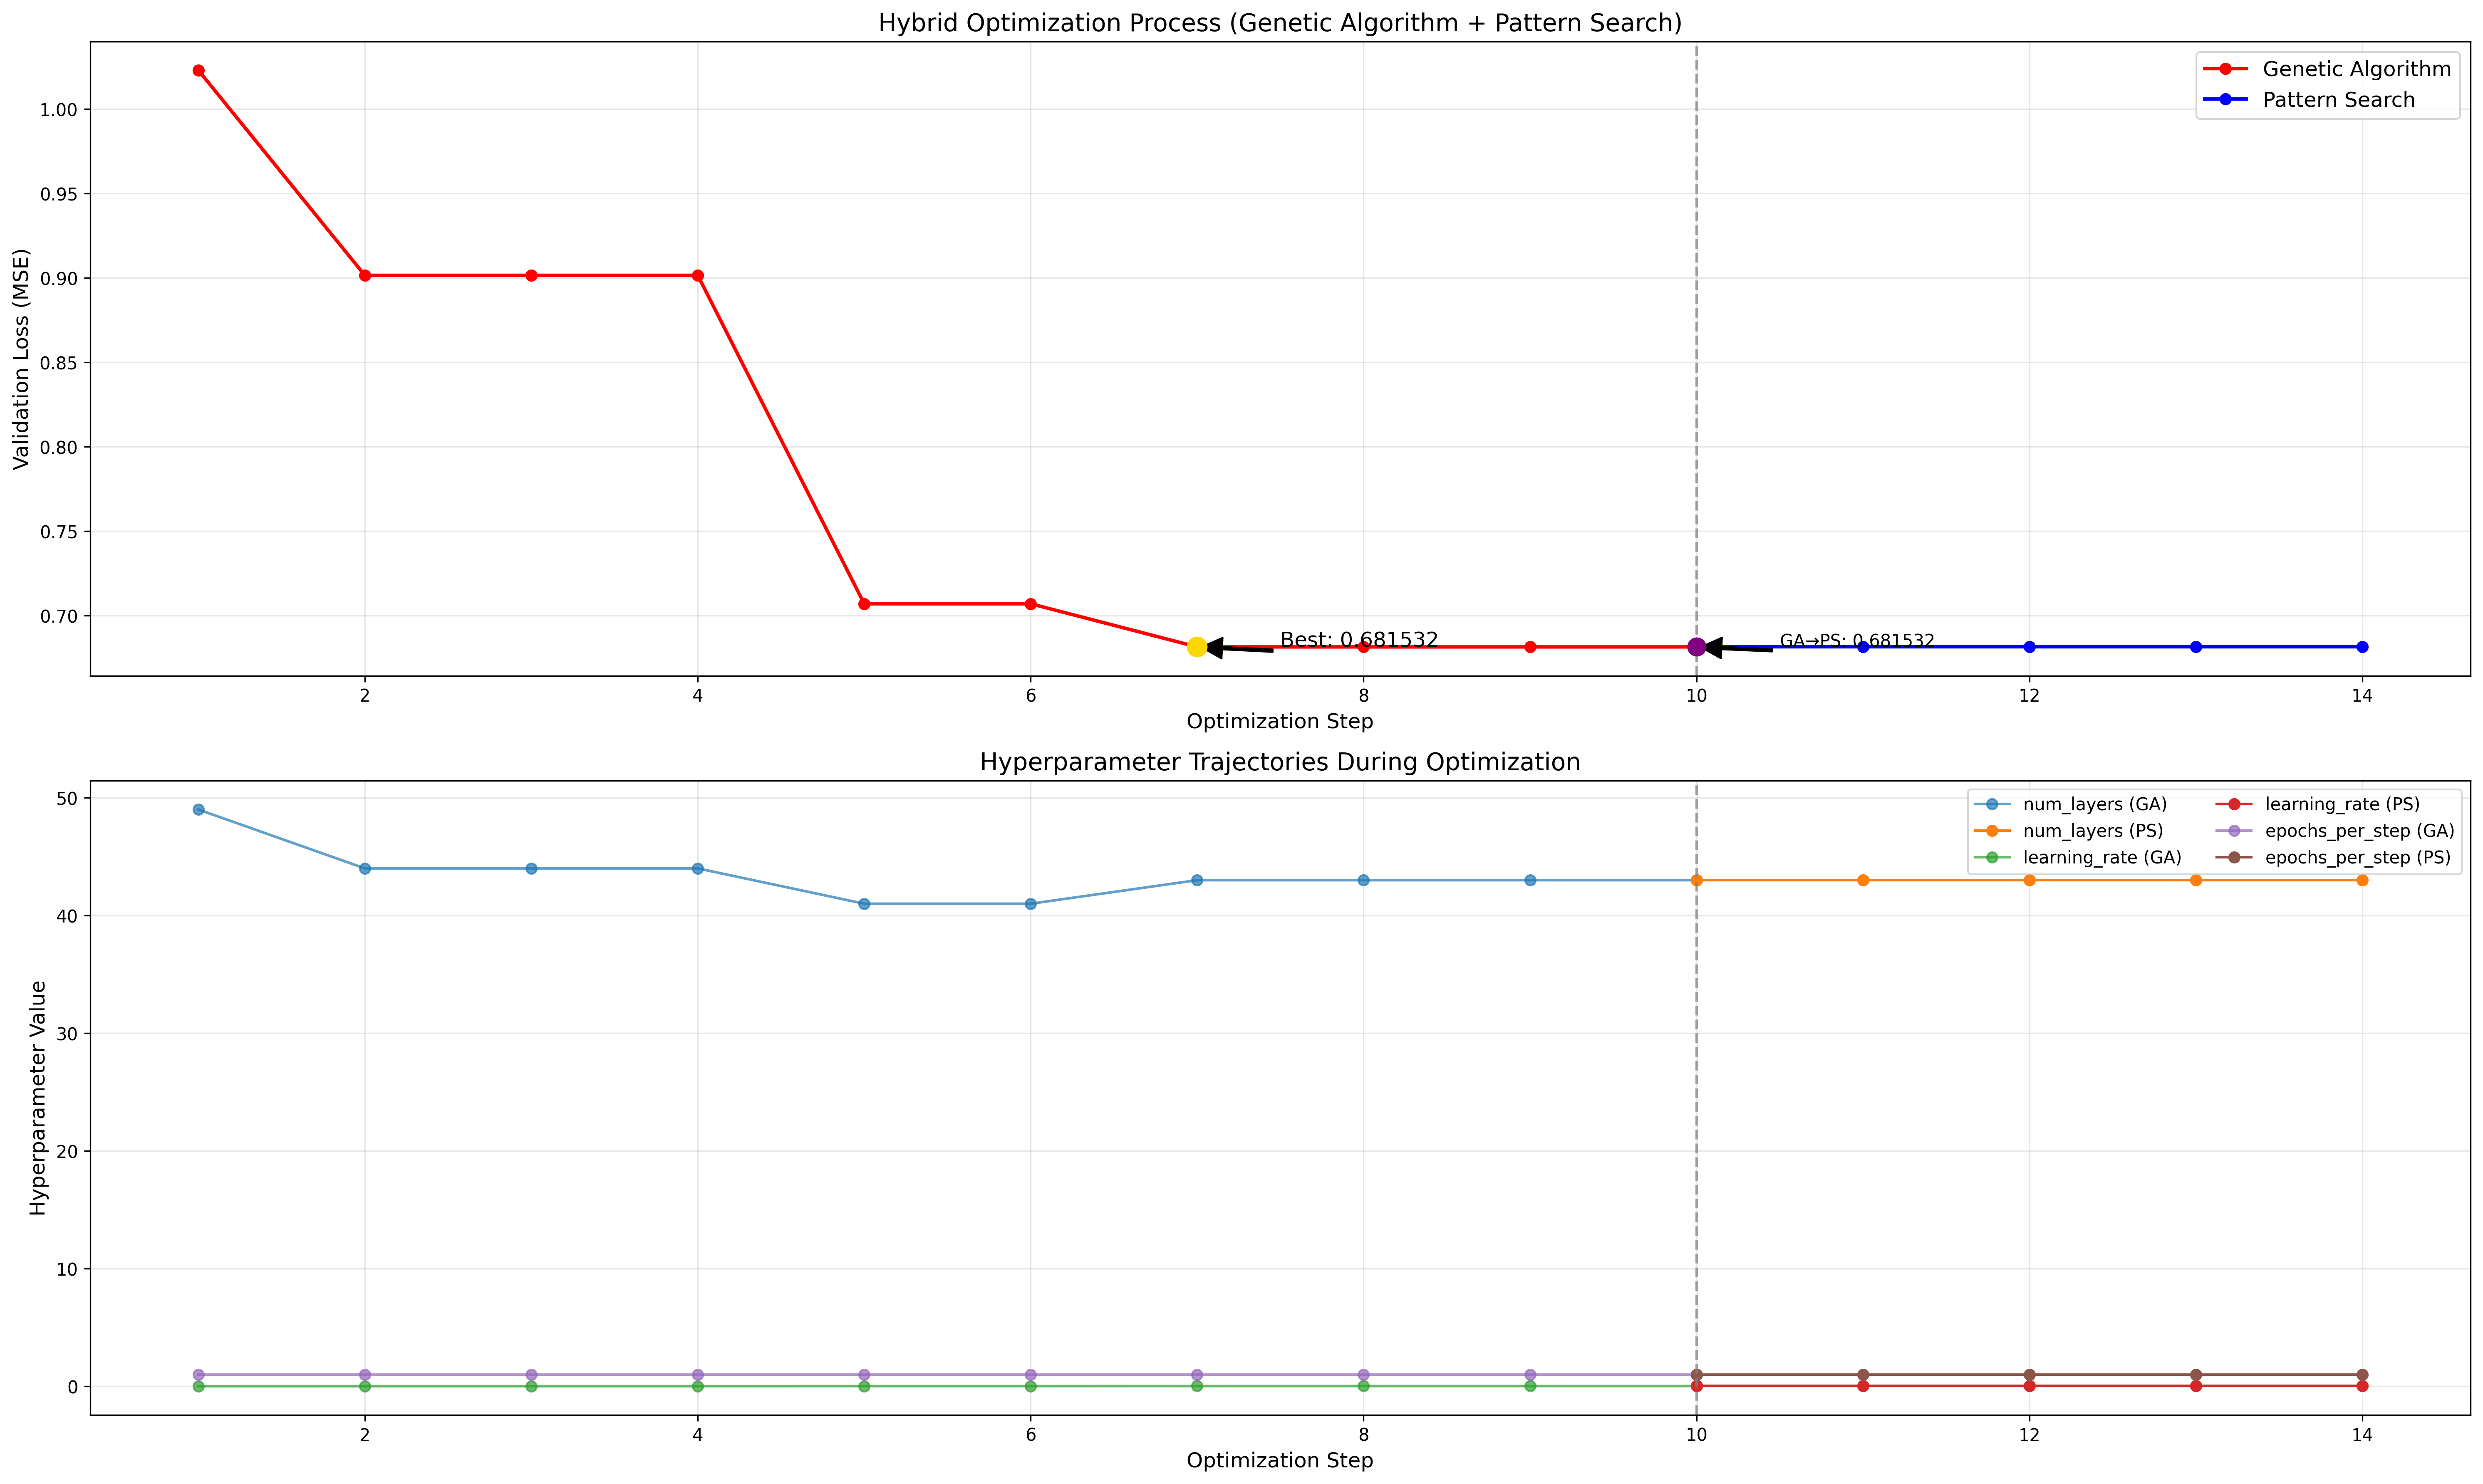 Hybrid Optimization Process (Genetic Algorithm + Pattern Search)
Genetic Algorithm
Pattern Search
Validation Loss (MSE)
1.00
0.95
0.90
0.85
0.80
0.75
0.70
Best: 0.681532
GA→PS: 0.681532
2 4 6 8 10 12 14
Optimization Step
Hyperparameter Trajectories During Optimization
num_layers (GA) learning_rate (PS)
num_layers (PS) epochs_per_step (GA)
learning_rate (GA) epochs_per_step (PS)
Hyperparameter Value
50
40
30
20
10
0
2 4 6 8 10 12 14
Optimization Step